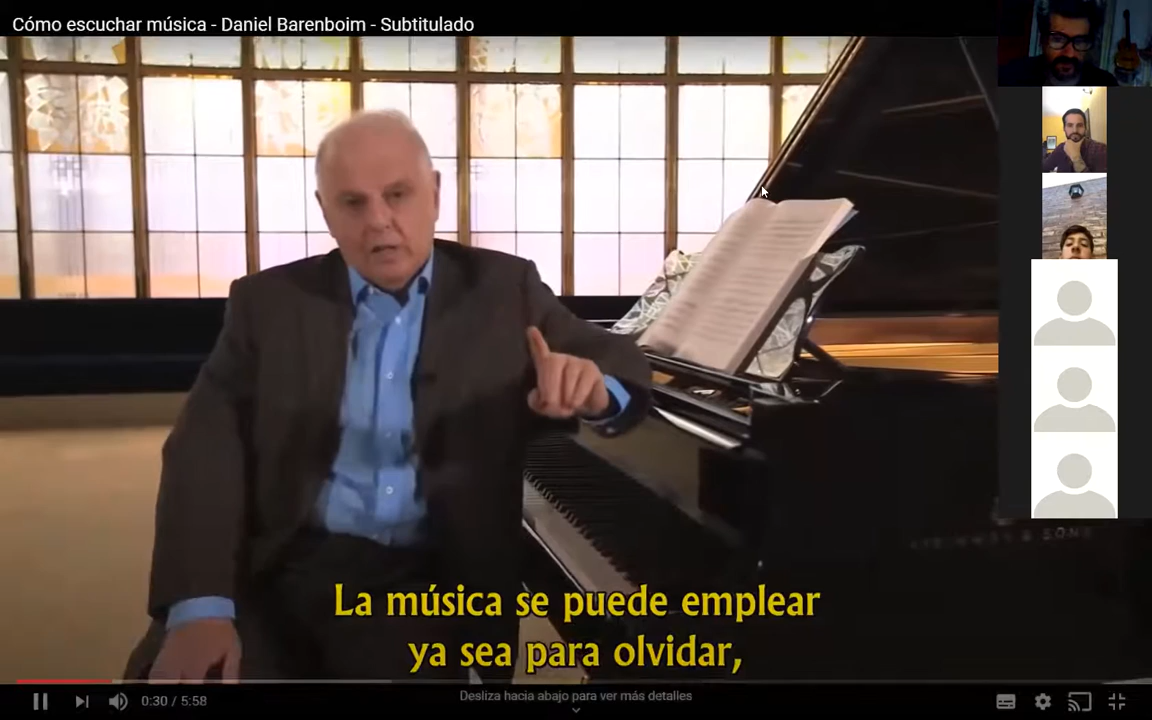 Cómo escuchar música - Daniel Barenboim - Subtitulado
& SONS
La música se puede emplear
ya sea para olvidar,
Desliza hacia abajo para ver más detalles
0:30 / 5:58